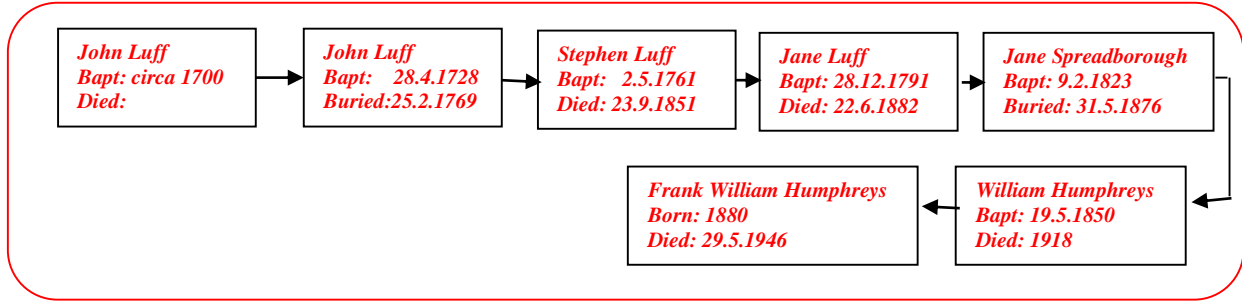 John Luff
Bapt: circa 1700
Died:
John Luff
Bapt: 28.4.1728
Buried:25.2.1769
Stephen Luff
Bapt: 2.5.1761
Died: 23.9.1851
Jane Luff
Bapt: 28.12.1791
Died: 22.6.1882
Jane Spreadborough
Bapt: 9.2.1823
Buried: 31.5.1876
Frank William Humphreys
Born: 1880
Died: 29.5.1946
William Humphreys
Bapt: 19.5.1850
Died: 1918